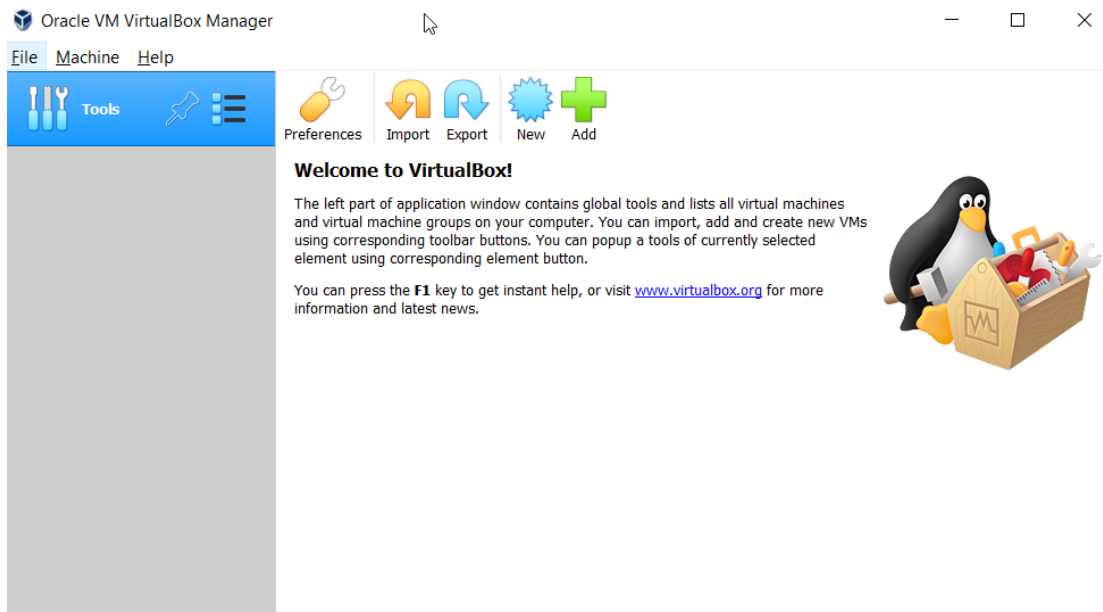 Oracle VM VirtualBox Manager
File Machine Help
Tools
Preferences Import Export New Add
Welcome to VirtualBox!
The left part of application window contains global tools and lists all virtual machines
and virtual machine groups on your computer. You can import, add and create new VMs
using corresponding toolbar buttons. You can popup a tools of currently selected
element using corresponding element button.
You can press the F1 key to get instant help, or visit www.virtualbox.org for more
information and latest news.
VM